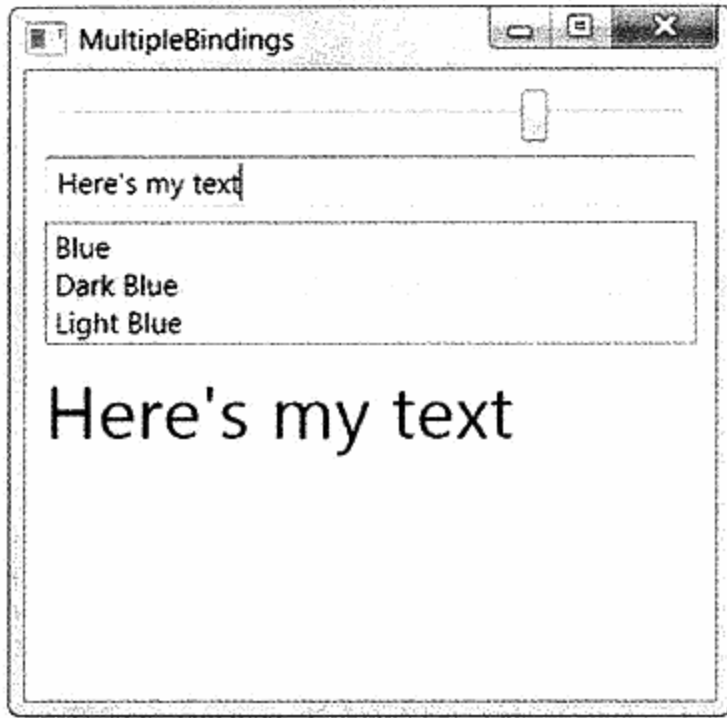 MultipleBindings
Here's my text
Blue
Dark Blue
Light Blue
Here's my text